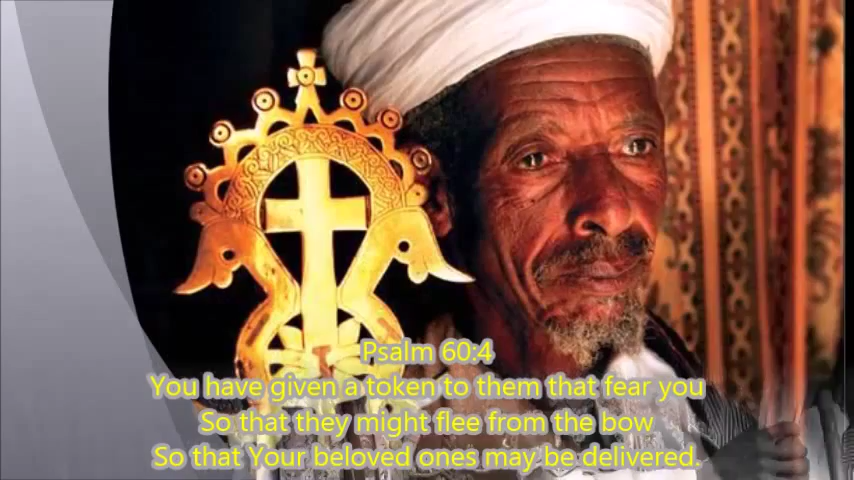 Psalm 60:4
You have given a token to them that fear you
So that they might flee from the bow
So that Your beloved ones may be delivered.